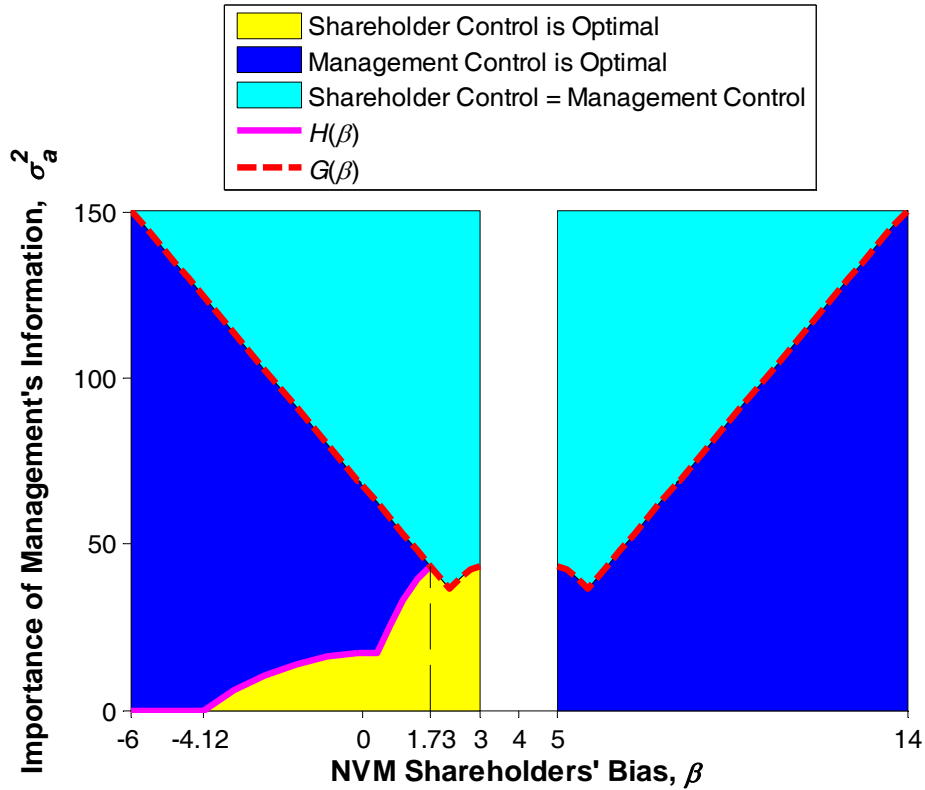 Shareholder Control is Optimal
Management Control is Optimal
Shareholder Control = Management Control
H(β)
G(β)
Importance of Management's Information, σ²ₐ
150
100
50
0
-6 -4.12 0 1.73 3 4 5 14
NVM Shareholders' Bias, β